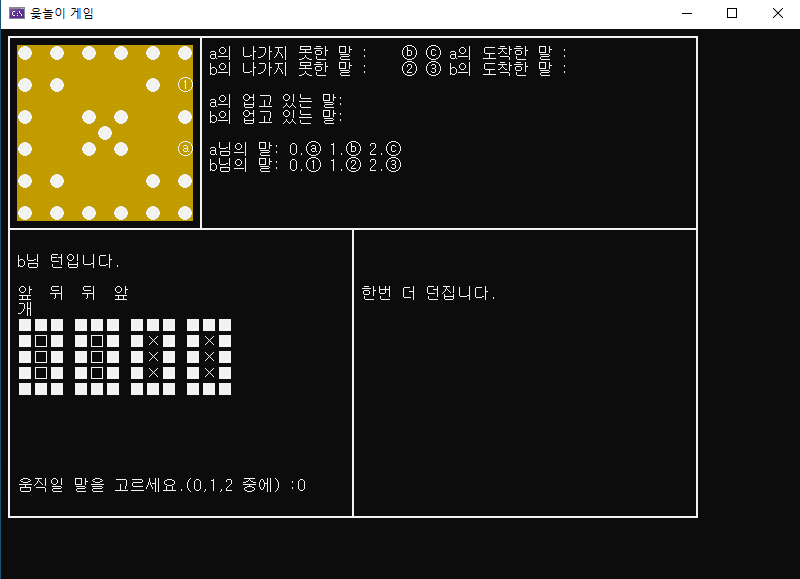 윷놀이 게임
a의 나가지 못한 말 : ⓑ ⓒ a의 도착한 말 :
b의 나가지 못한 말 : ② ③ b의 도착한 말 :
①
a의 업고 있는 말:
b의 업고 있는 말:
ⓐ
a님의 말: 0.ⓐ 1.ⓑ 2.ⓒ
b님의 말: 0.① 1.② 2.③
b님 턴입니다.
앞 뒤 뒤 앞
개
한번 더 던집니다.
움직일 말을 고르세요.(0,1,2 중에) :0